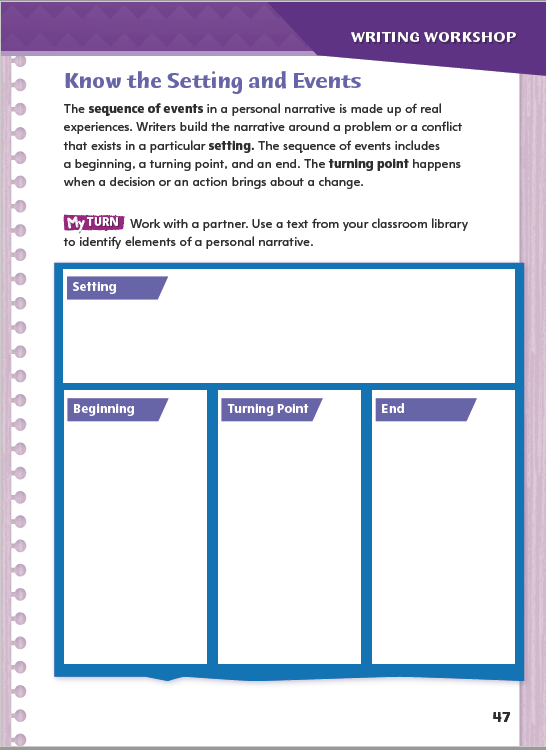 WRITING WORKSHOP
Know the Setting and Events
The sequence of events in a personal narrative is made up of real
experiences. Writers build the narrative around a problem or a conflict
that exists in a particular setting. The sequence of events includes
a beginning, a turning point, and an end. The turning point happens
when a decision or an action brings about a change.
My TURN Work with a partner. Use a text from your classroom library
to identify elements of a personal narrative.
Setting
Beginning
Turning Point
End
47